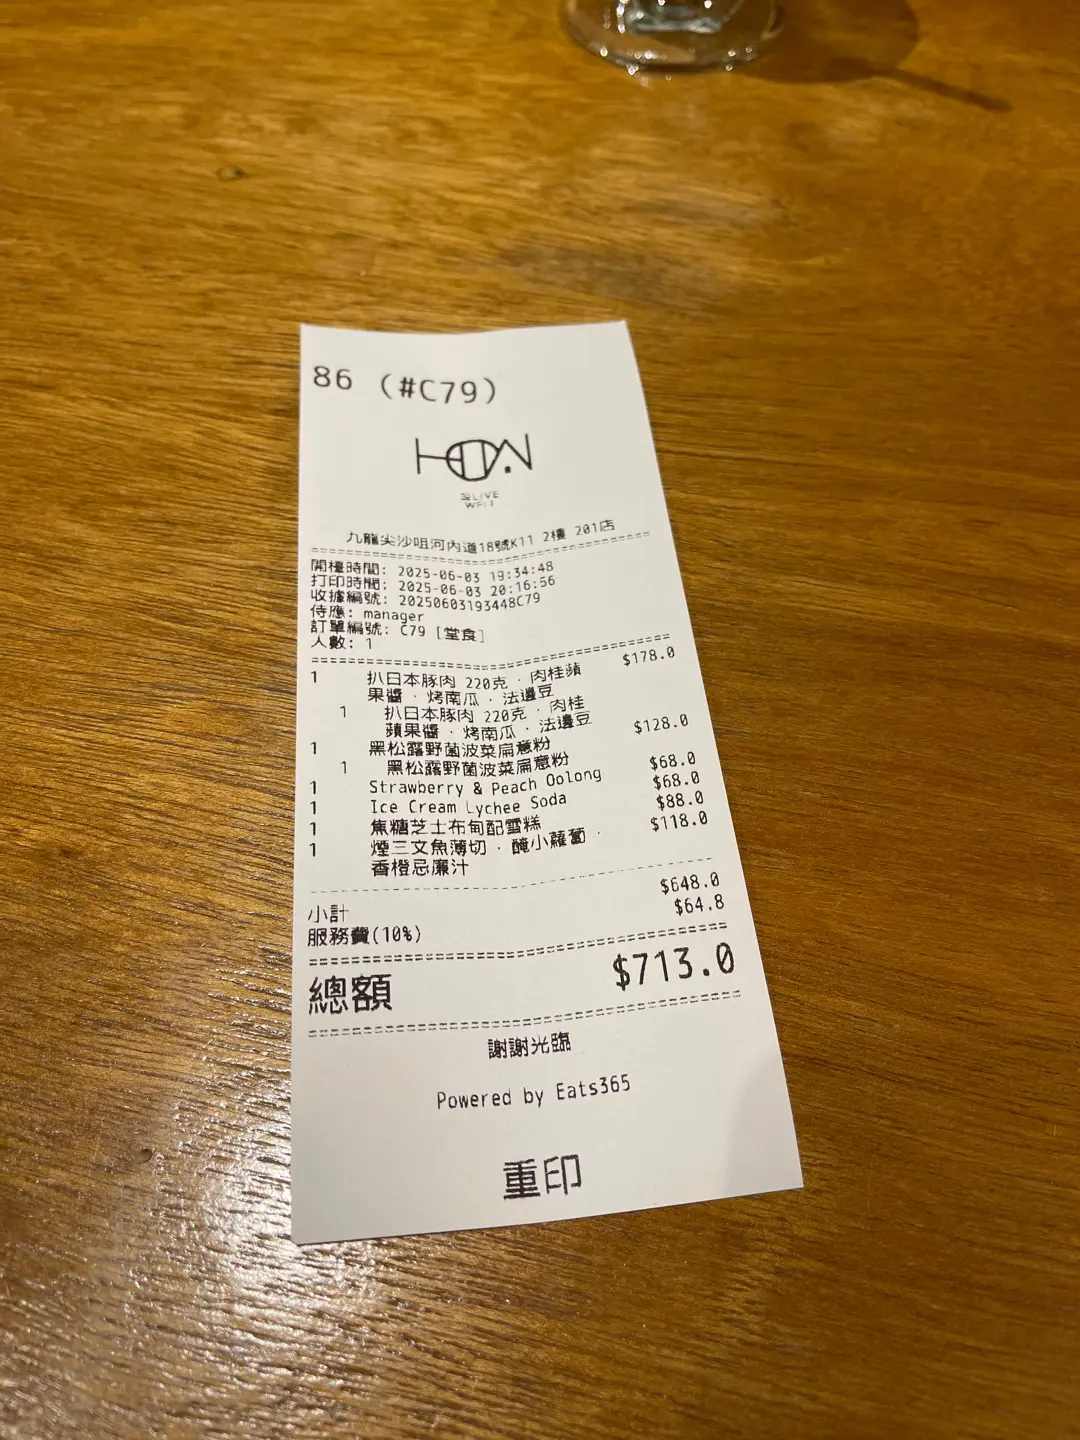 86 (#C79)
LIVE
九龍尖沙咀河內道18號K11 2樓 201店
開檯時間: 2025-06-03 19:34:48
打印時間: 2025-06-03 20:16:56
收據編號: 20250603193448C79
侍應: manager
訂單編號: C79 [堂食]
人數: 1
1 扒日本豚肉 220克 · 肉桂蘋 $178.0
果醬 · 烤南瓜 · 法邊豆
1 扒日本豚肉 220克 · 肉桂
蘋果醬 · 烤南瓜 · 法邊豆
1 黑松露野菌波菜扁意粉 $128.0
1 黑松露野菌波菜扁意粉
1 Strawberry & Peach Oolong $68.0
1 Ice Cream Lychee Soda $68.0
1 焦糖芝士布甸配雪糕 $88.0
1 煙三文魚薄切 · 醃小蘿蔔 · $118.0
香橙忌廉汁
小計 $648.0
服務費(10%) $64.8
總額 $713.0
謝謝光臨
Powered by Eats365
重印